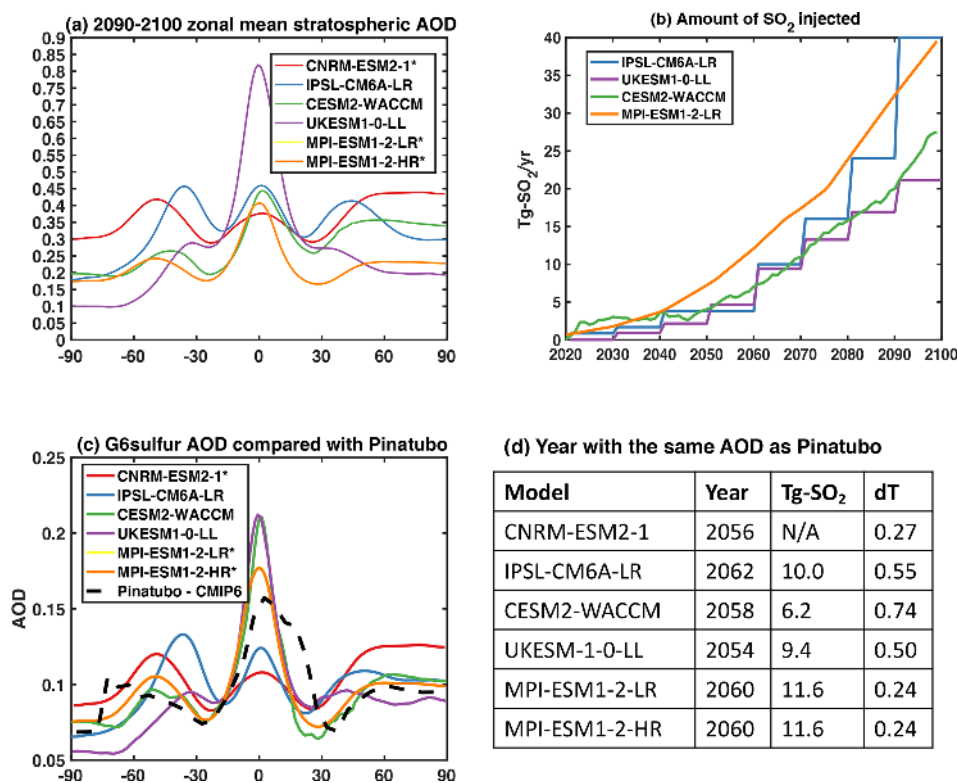 (a) 2090-2100 zonal mean stratospheric AOD
0.9
0.85
0.8
0.75
0.7
0.65
0.6
0.55
0.5
0.45
0.4
0.35
0.3
0.25
0.2
0.15
0.1
0.05
0
-90 -60 -30 0 30 60 90
CNRM-ESM2-1*
IPSL-CM6A-LR
CESM2-WACCM
UKESM1-0-LL
MPI-ESM1-2-LR*
MPI-ESM1-2-HR*
(b) Amount of SO2 injected
Tg-SO2/yr
40
35
30
25
20
15
10
5
0
2020 2030 2040 2050 2060 2070 2080 2090 2100
IPSL-CM6A-LR
UKESM1-0-LL
CESM2-WACCM
MPI-ESM1-2-LR
(c) G6sulfur AOD compared with Pinatubo
AOD
0.25
0.2
0.15
0.1
0.05
-90 -60 -30 0 30 60 90
CNRM-ESM2-1*
IPSL-CM6A-LR
CESM2-WACCM
UKESM1-0-LL
MPI-ESM1-2-LR*
MPI-ESM1-2-HR*
Pinatubo - CMIP6
(d) Year with the same AOD as Pinatubo
Model Year Tg-SO2 dT
CNRM-ESM2-1 2056 N/A 0.27
IPSL-CM6A-LR 2062 10.0 0.55
CESM2-WACCM 2058 6.2 0.74
UKESM-1-0-LL 2054 9.4 0.50
MPI-ESM1-2-LR 2060 11.6 0.24
MPI-ESM1-2-HR 2060 11.6 0.24